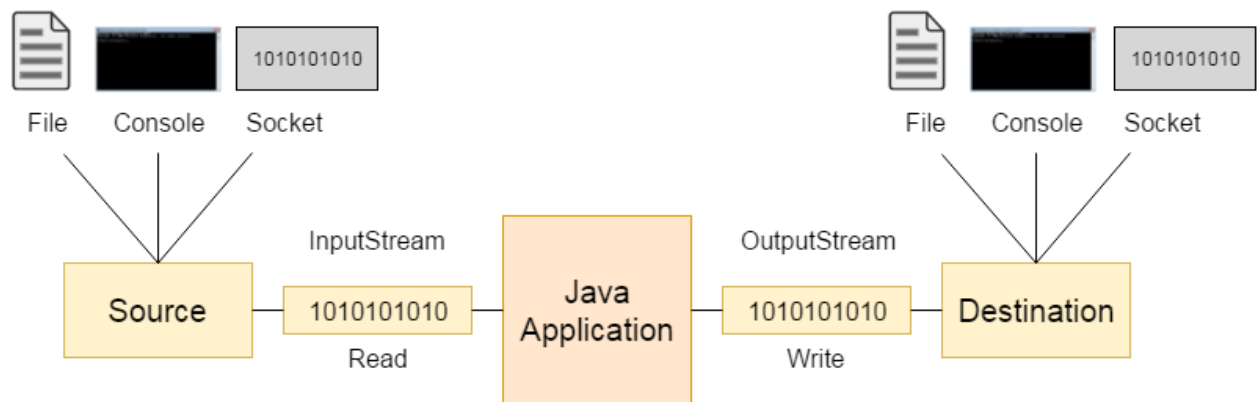 1010101010
1010101010
File Console Socket
File Console Socket
InputStream
OutputStream
Source
1010101010
Java
Application
1010101010
Destination
Read
Write